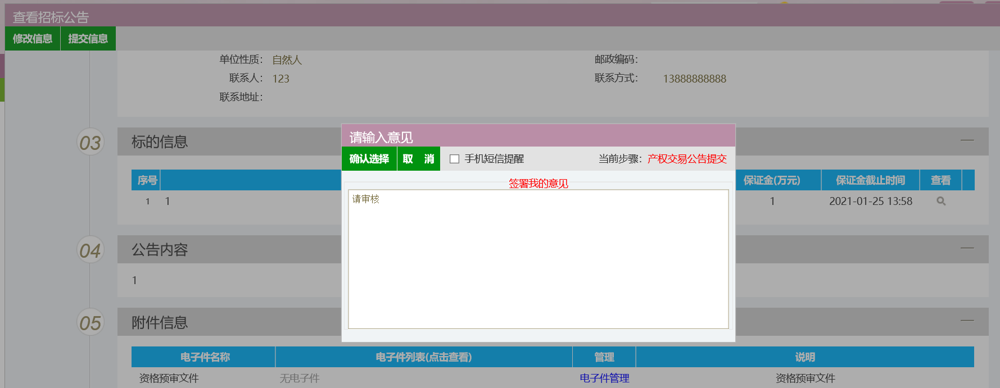 查看招标公告
修改信息 提交信息
单位性质： 自然人 邮政编码：
联系人： 123 联系方式： 13888888888
联系地址：
请输入意见
确认选择 取 消 手机短信提醒 当前步骤：产权交易公告提交
签署我的意见
请审核
03 标的信息
序号 保证金(万元) 保证金截止时间 查看
1 1 1 2021-01-25 13:58
04 公告内容
1
05 附件信息
电子件名称 电子件列表(点击查看) 管理 说明
资格预审文件 无电子件 电子件管理 资格预审文件